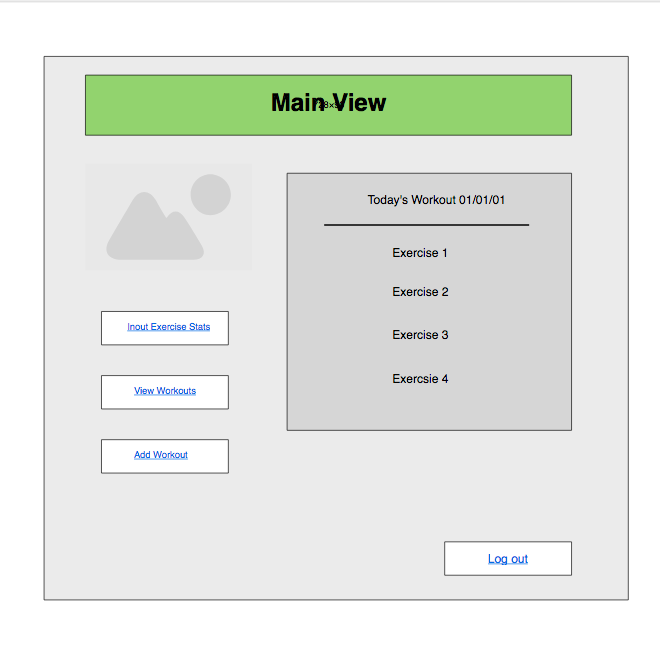 Main View
Today's Workout 01/01/01
Exercise 1
Exercise 2
Exercise 3
Exercsie 4
Inout Exercise Stats
View Workouts
Add Workout
Log out